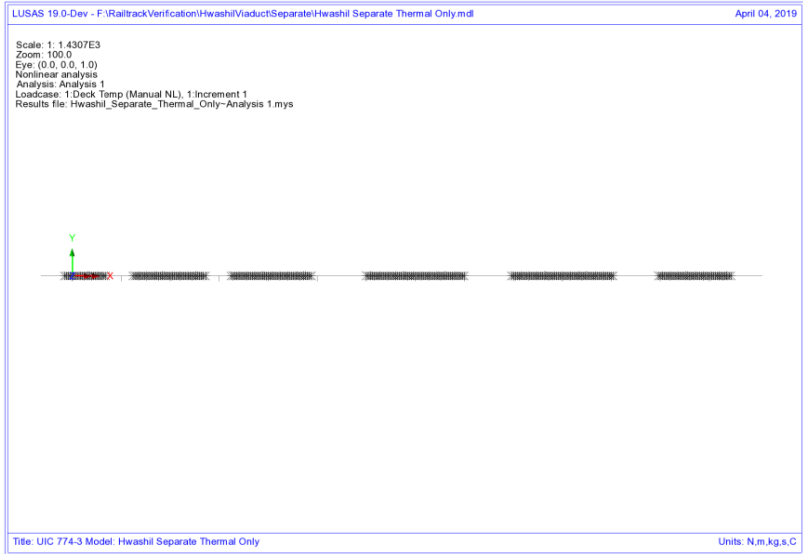 LUSAS 19.0-Dev - F:\RailtrackVerification\HwashilViaduct\Separate\Hwashil Separate Thermal Only.mdl April 04, 2019
Scale: 1: 1.4307E3
Zoom: 100.0
Eye: (0.0, 0.0, 1.0)
Nonlinear analysis
Analysis: Analysis 1
Loadcase: 1:Deck Temp (Manual NL), 1:Increment 1
Results file: Hwashil_Separate_Thermal_Only~Analysis 1.mys
Y
X
Title: UIC 774-3 Model: Hwashil Separate Thermal Only Units: N,m,kg,s,C